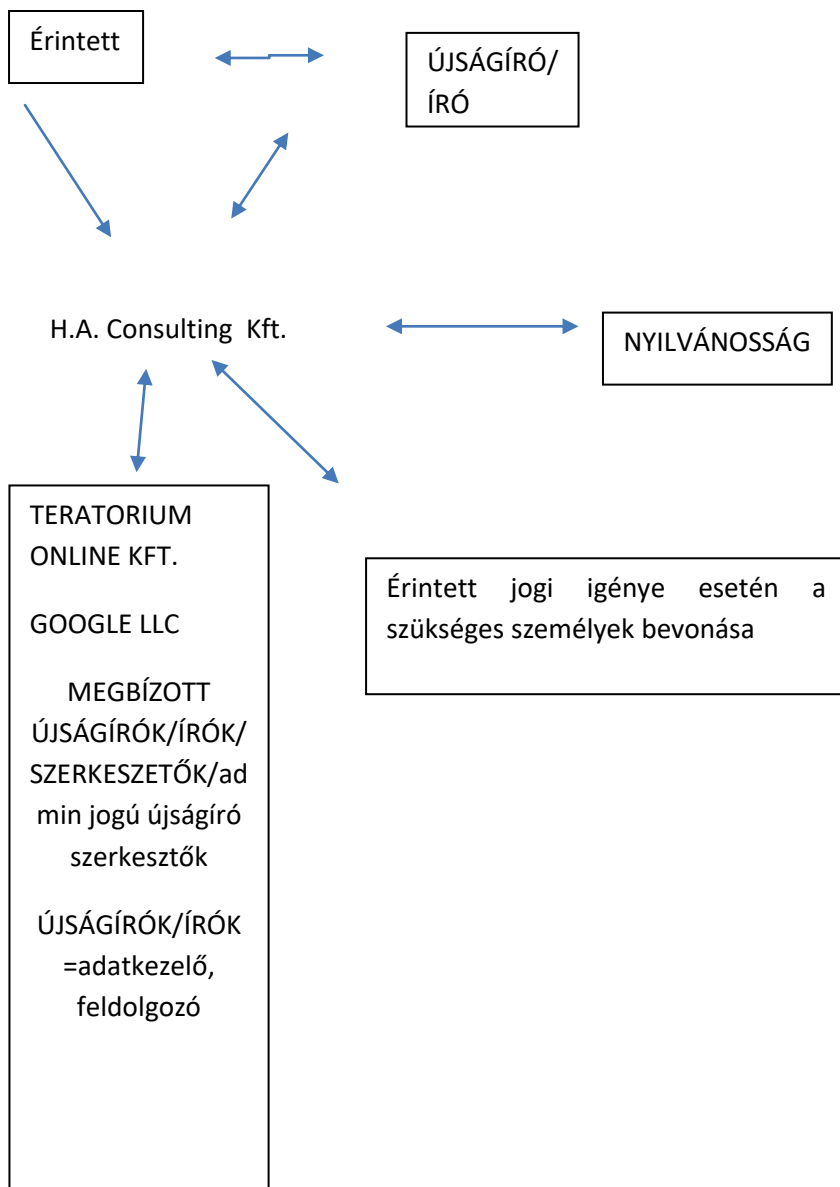 Érintett
ÚJSÁGÍRÓ/
ÍRÓ
H.A. Consulting Kft.
NYILVÁNOSSÁG
TERATORIUM
ONLINE KFT.
GOOGLE LLC
MEGBÍZOTT
ÚJSÁGÍRÓK/ÍRÓK/
SZERKESZETŐK/ad
min jogú újságíró
szerkesztők
ÚJSÁGÍRÓK/ÍRÓK
=adatkezelő,
feldolgozó
Érintett jogi igénye esetén a
szükséges személyek bevonása